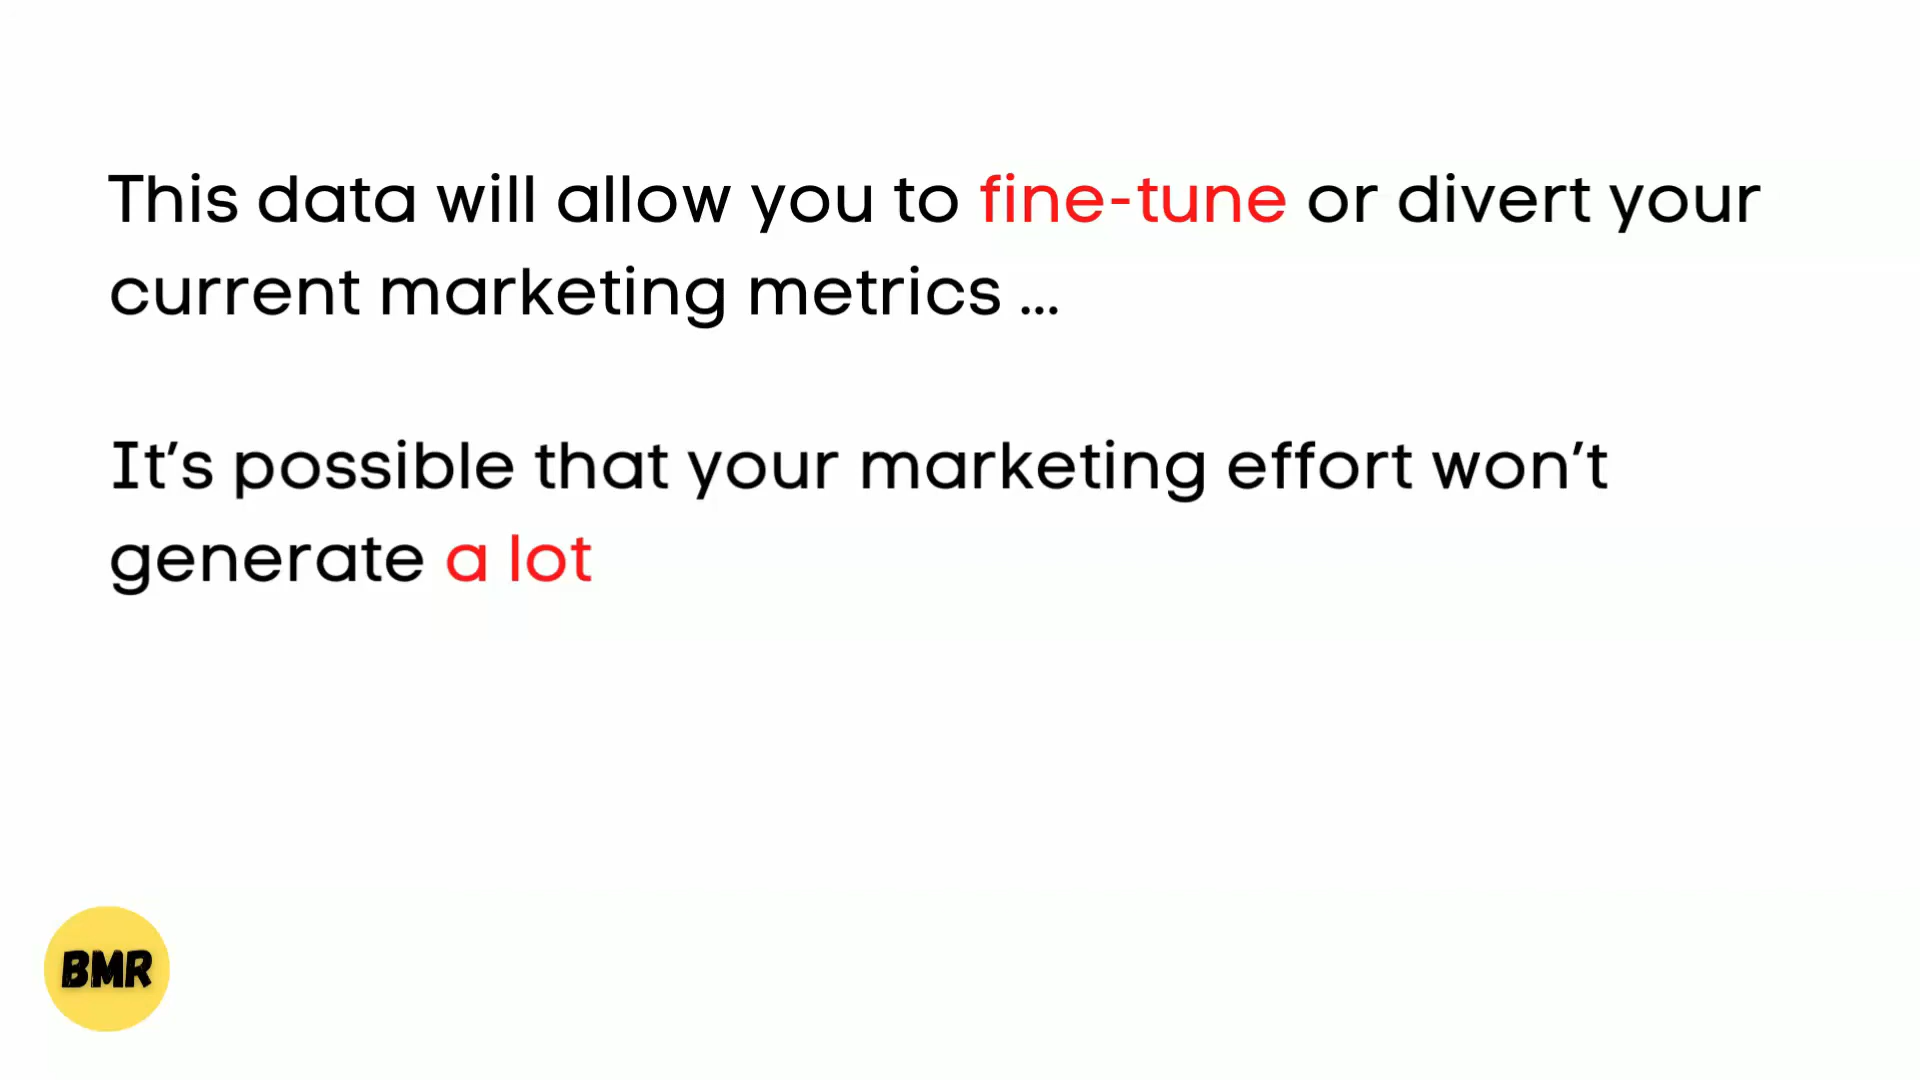 This data will allow you to fine-tune or divert your
current marketing metrics ...
It’s possible that your marketing effort won’t
generate a lot
BMR